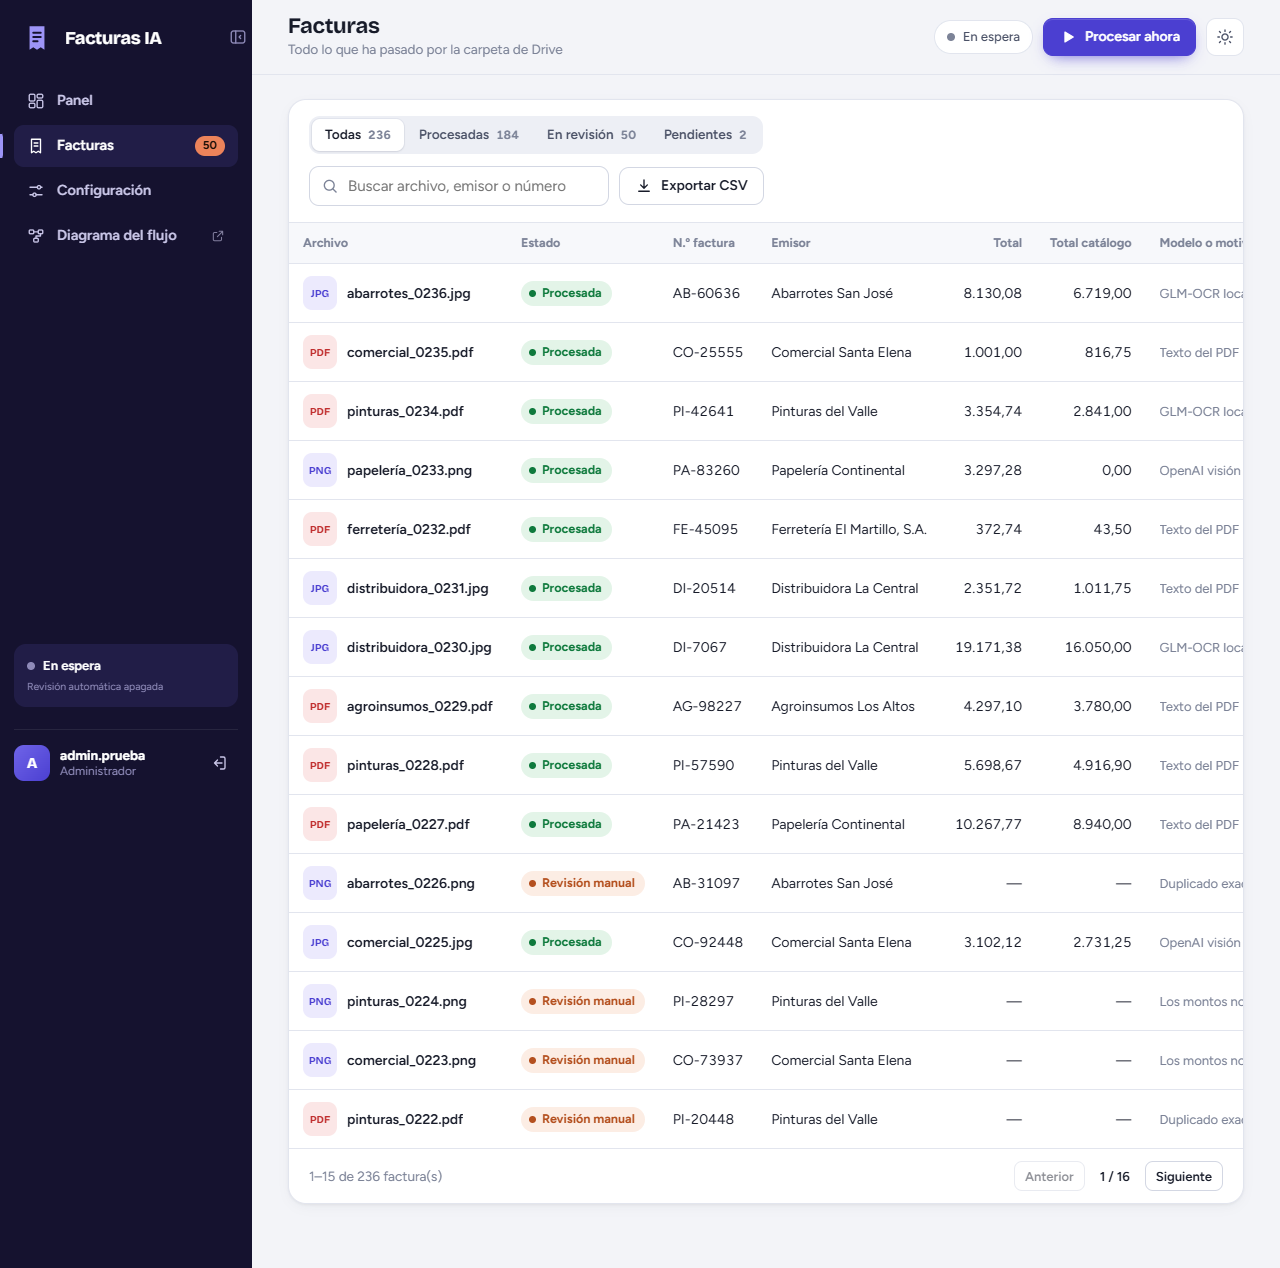 Facturas IA
Panel
Facturas 50
Configuración
Diagrama del flujo
En espera
Revisión automática apagada
A
admin.prueba
Administrador
Facturas
Todo lo que ha pasado por la carpeta de Drive
En espera
Procesar ahora
Todas 236 Procesadas 184 En revisión 50 Pendientes 2
Buscar archivo, emisor o número
Exportar CSV
Archivo Estado N.º factura Emisor Total Total catálogo Modelo o
JPG abarrotes_0236.jpg Procesada AB-60636 Abarrotes San José 8.130,08 6.719,00 GLM-OCR
PDF comercial_0235.pdf Procesada CO-25555 Comercial Santa Elena 1.001,00 816,75 Texto del PDF
PDF pinturas_0234.pdf Procesada PI-42641 Pinturas del Valle 3.354,74 2.841,00 GLM-OCR
PNG papelería_0233.png Procesada PA-83260 Papelería Continental 3.297,28 0,00 OpenAI visión
PDF ferretería_0232.pdf Procesada FE-45095 Ferretería El Martillo, S.A. 372,74 43,50 Texto del PDF
JPG distribuidora_0231.jpg Procesada DI-20514 Distribuidora La Central 2.351,72 1.011,75 Texto del PDF
JPG distribuidora_0230.jpg Procesada DI-7067 Distribuidora La Central 19.171,38 16.050,00 GLM-OCR
PDF agroinsumos_0229.pdf Procesada AG-98227 Agroinsumos Los Altos 4.297,10 3.780,00 Texto del PDF
PDF pinturas_0228.pdf Procesada PI-57590 Pinturas del Valle 5.698,67 4.916,90 Texto del PDF
PDF papelería_0227.pdf Procesada PA-21423 Papelería Continental 10.267,77 8.940,00 Texto del PDF
PNG abarrotes_0226.png Revisión manual AB-31097 Abarrotes San José — — Duplicado
JPG comercial_0225.jpg Procesada CO-92448 Comercial Santa Elena 3.102,12 2.731,25 OpenAI visión
PNG pinturas_0224.png Revisión manual PI-28297 Pinturas del Valle — — Los montos
PNG comercial_0223.png Revisión manual CO-73937 Comercial Santa Elena — — Los montos
PDF pinturas_0222.pdf Revisión manual PI-20448 Pinturas del Valle — — Duplicado
1–15 de 236 factura(s)
Anterior 1 / 16 Siguiente